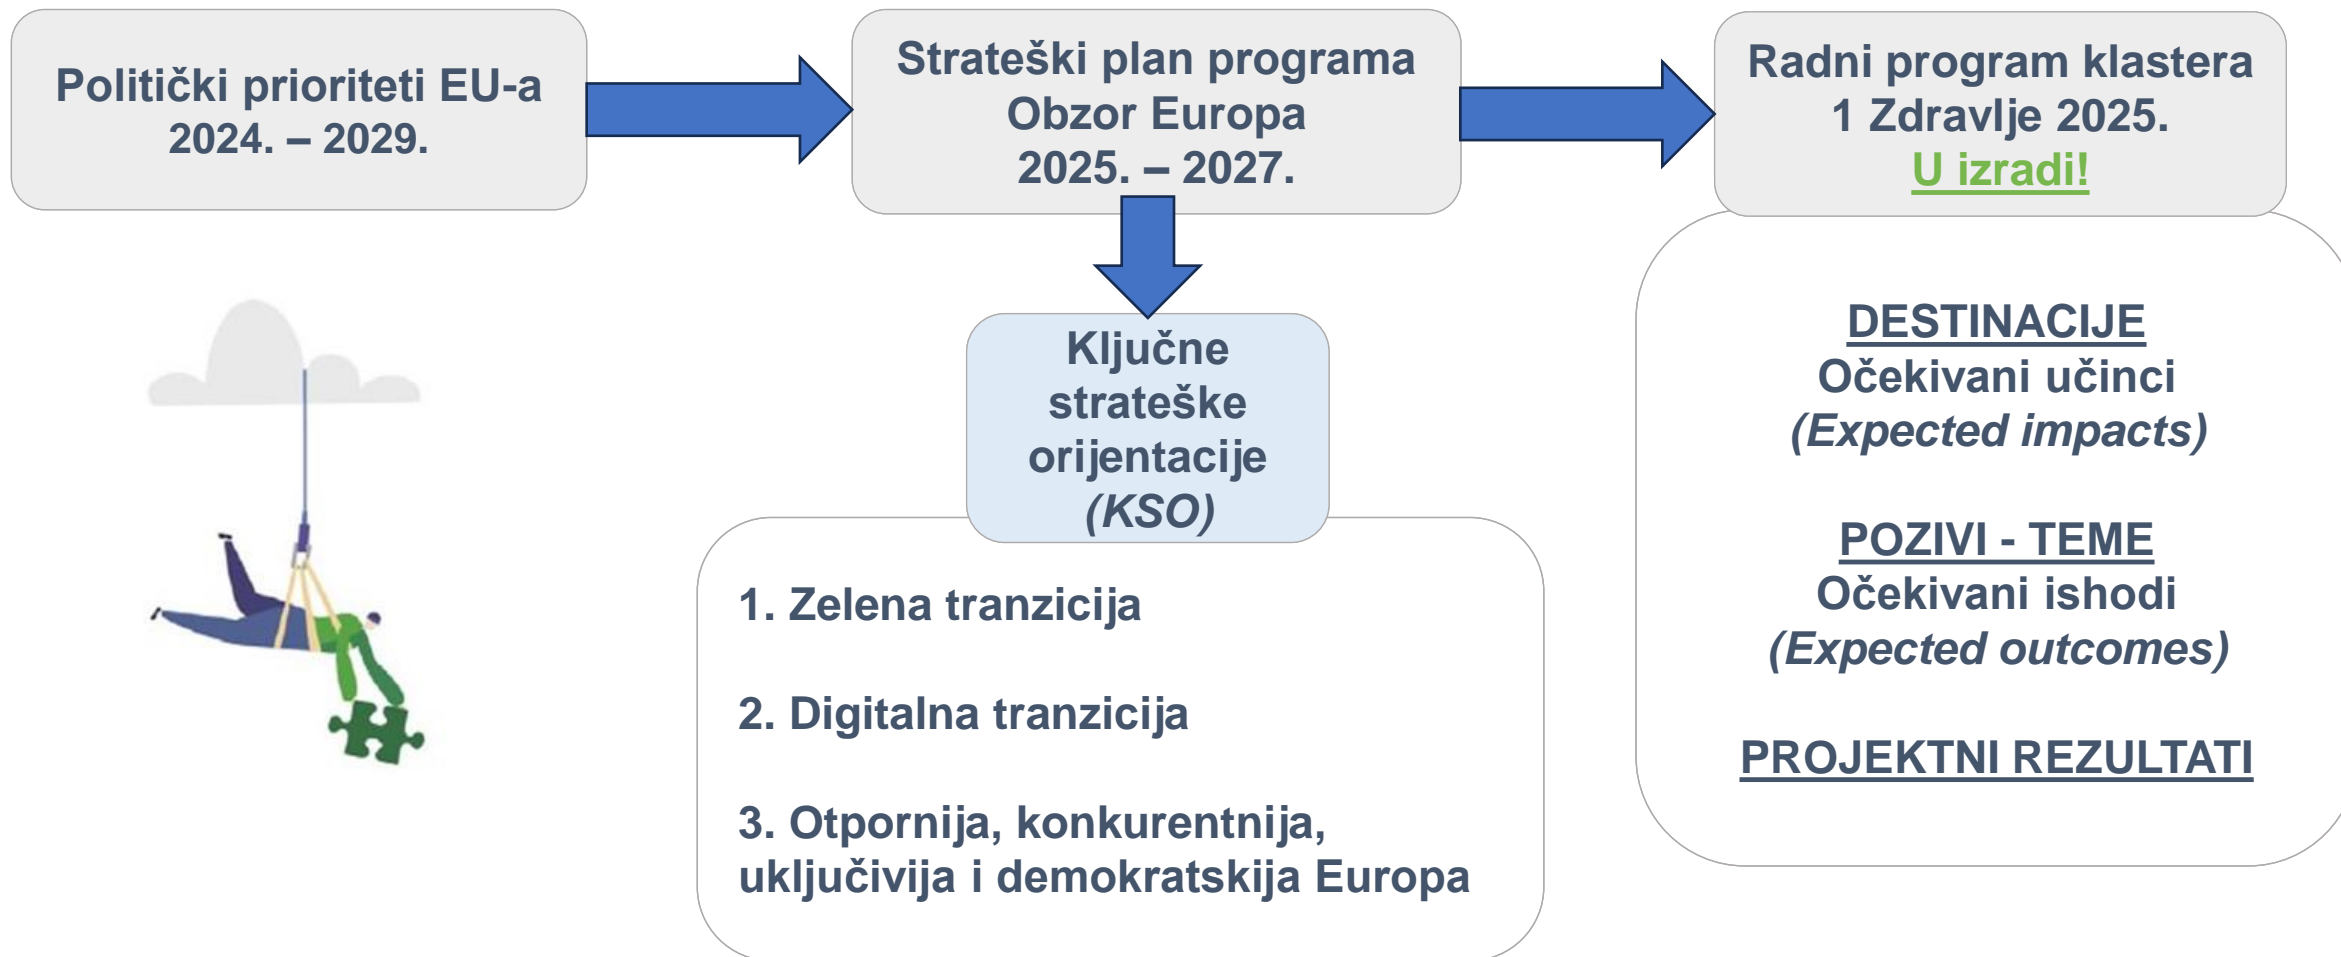 Politički prioriteti EU-a
2024. – 2029.
Strateški plan programa
Obzor Europa
2025. – 2027.
Radni program klastera
1 Zdravlje 2025.
U izradi!
Ključne
strateške
orijentacije
(KSO)
1. Zelena tranzicija
2. Digitalna tranzicija
3. Otpornija, konkurentnija,
uključivija i demokratskija Europa
DESTINACIJE
Očekivani učinci
(Expected impacts)
POZIVI - TEME
Očekivani ishodi
(Expected outcomes)
PROJEKTNI REZULTATI